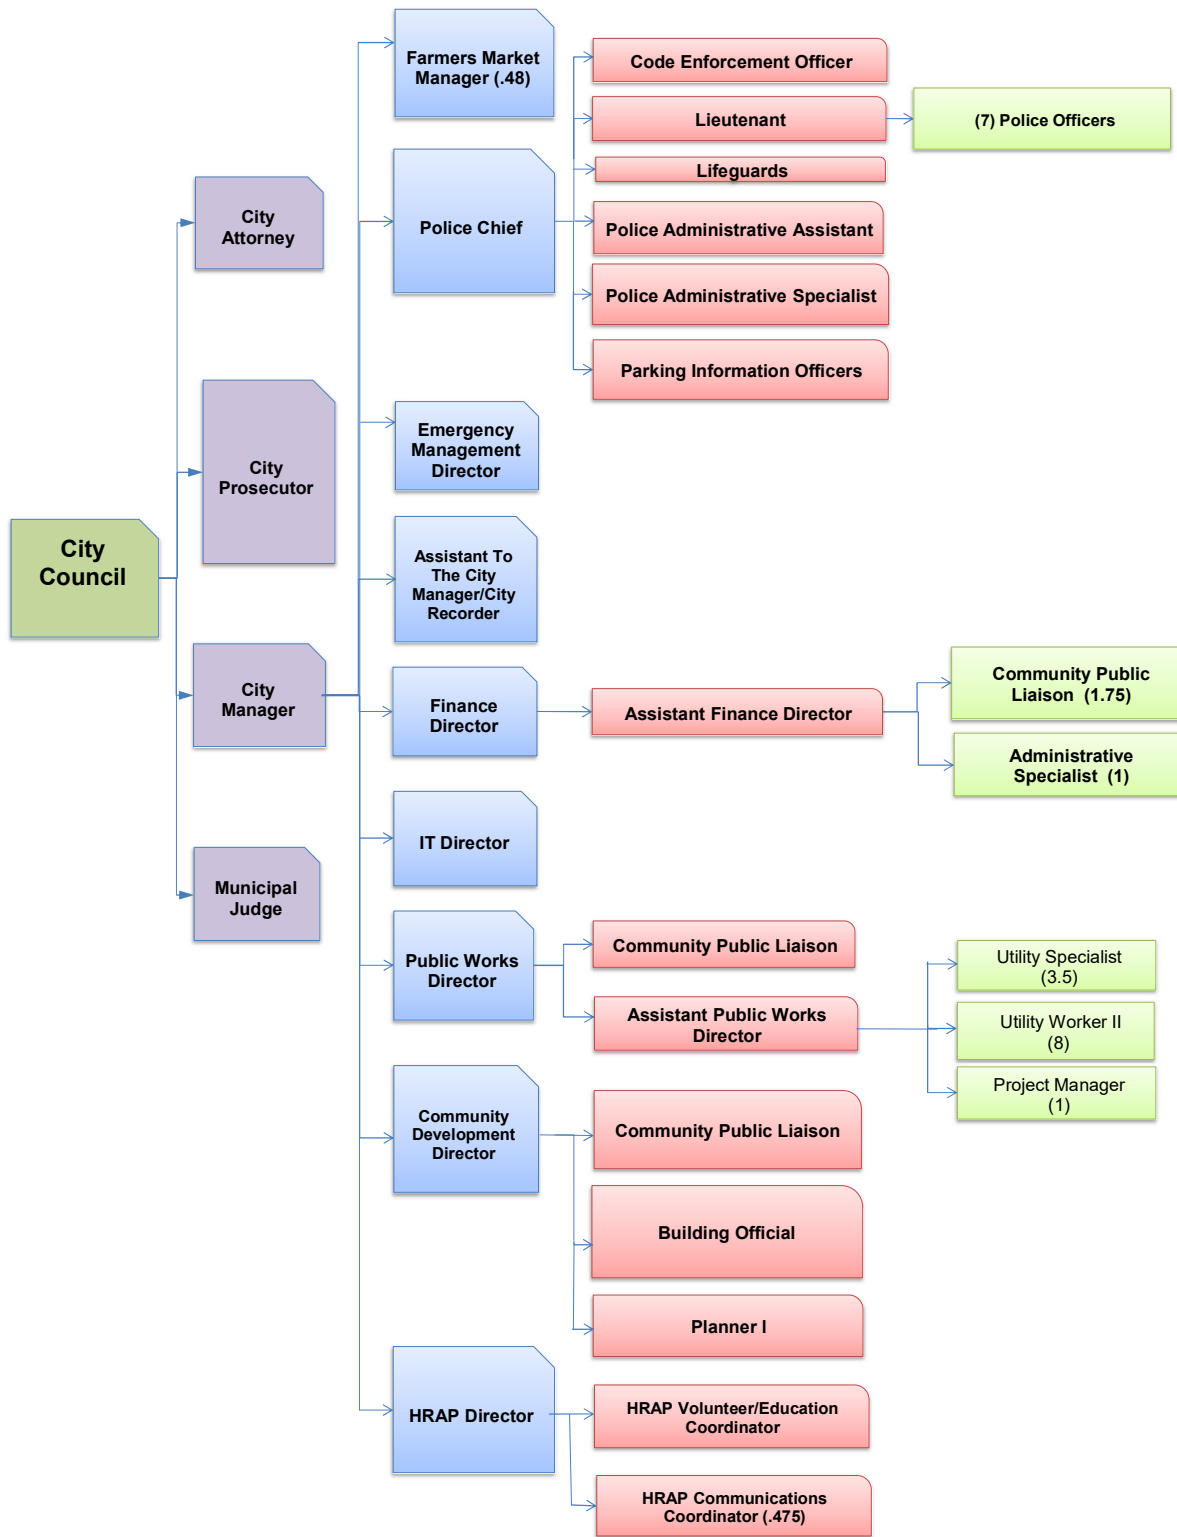 City
Council
City
Attorney
City
Prosecutor
City
Manager
Municipal
Judge
Farmers Market
Manager (.48)
Police Chief
Emergency
Management
Director
Assistant To
The City
Manager/City
Recorder
Finance
Director
IT Director
Public Works
Director
Community
Development
Director
HRAP Director
Code Enforcement Officer
Lieutenant
Lifeguards
Police Administrative Assistant
Police Administrative Specialist
Parking Information Officers
Assistant Finance Director
Community Public Liaison
Assistant Public Works
Director
Community Public Liaison
Building Official
Planner I
HRAP Volunteer/Education
Coordinator
HRAP Communications
Coordinator (.475)
(7) Police Officers
Community Public
Liaison (1.75)
Administrative
Specialist (1)
Utility Specialist
(3.5)
Utility Worker II
(8)
Project Manager
(1)